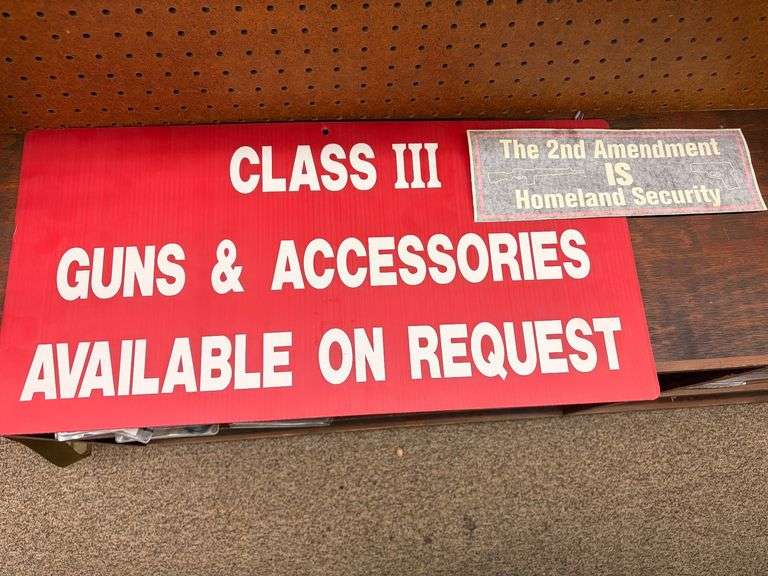 CLASS III
GUNS & ACCESSORIES
AVAILABLE ON REQUEST
The 2nd Amendment
IS
Homeland Security